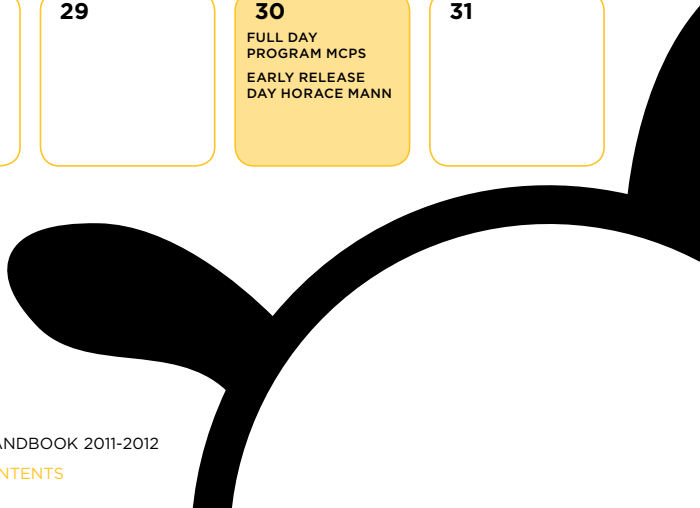 29
30
31
FULL DAY
PROGRAM MCPS
EARLY RELEASE
DAY HORACE MANN
ANDBOOK 2011-2012
NTENTS